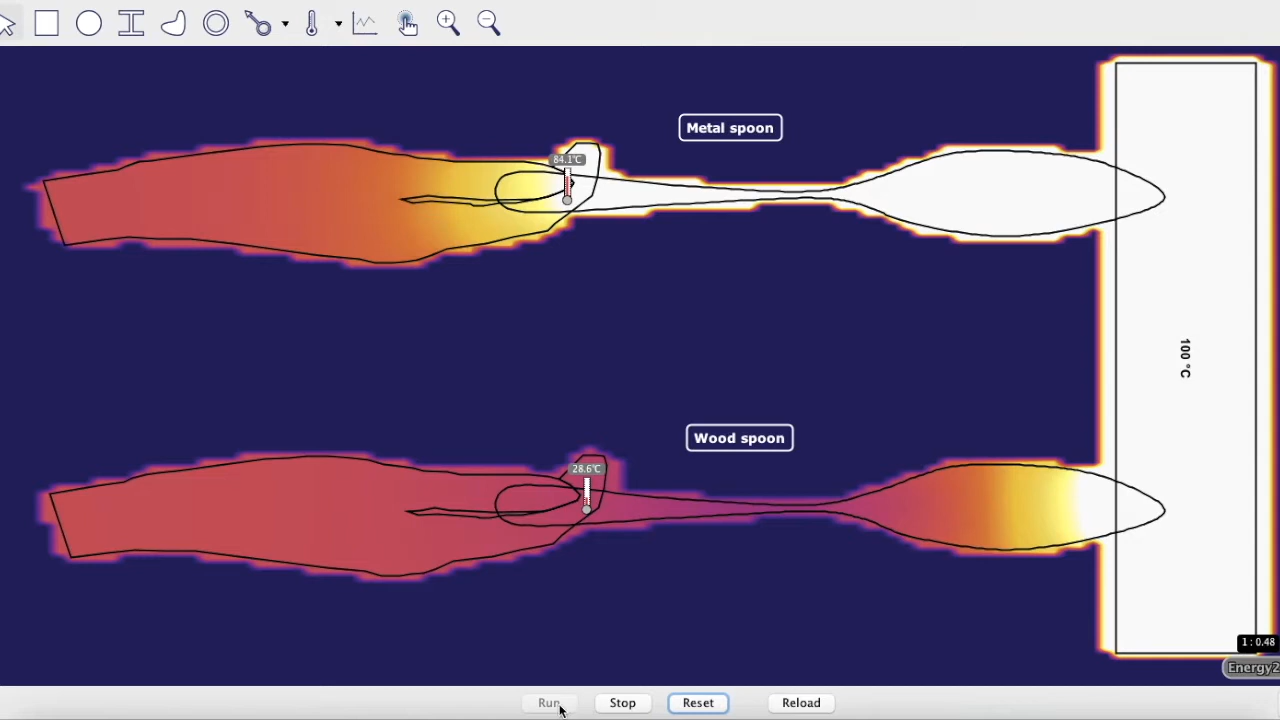 Metal spoon
84.1°C
100 °C
Wood spoon
28.6°C
1 : 0.48
Energy2
Run
Stop
Reset
Reload